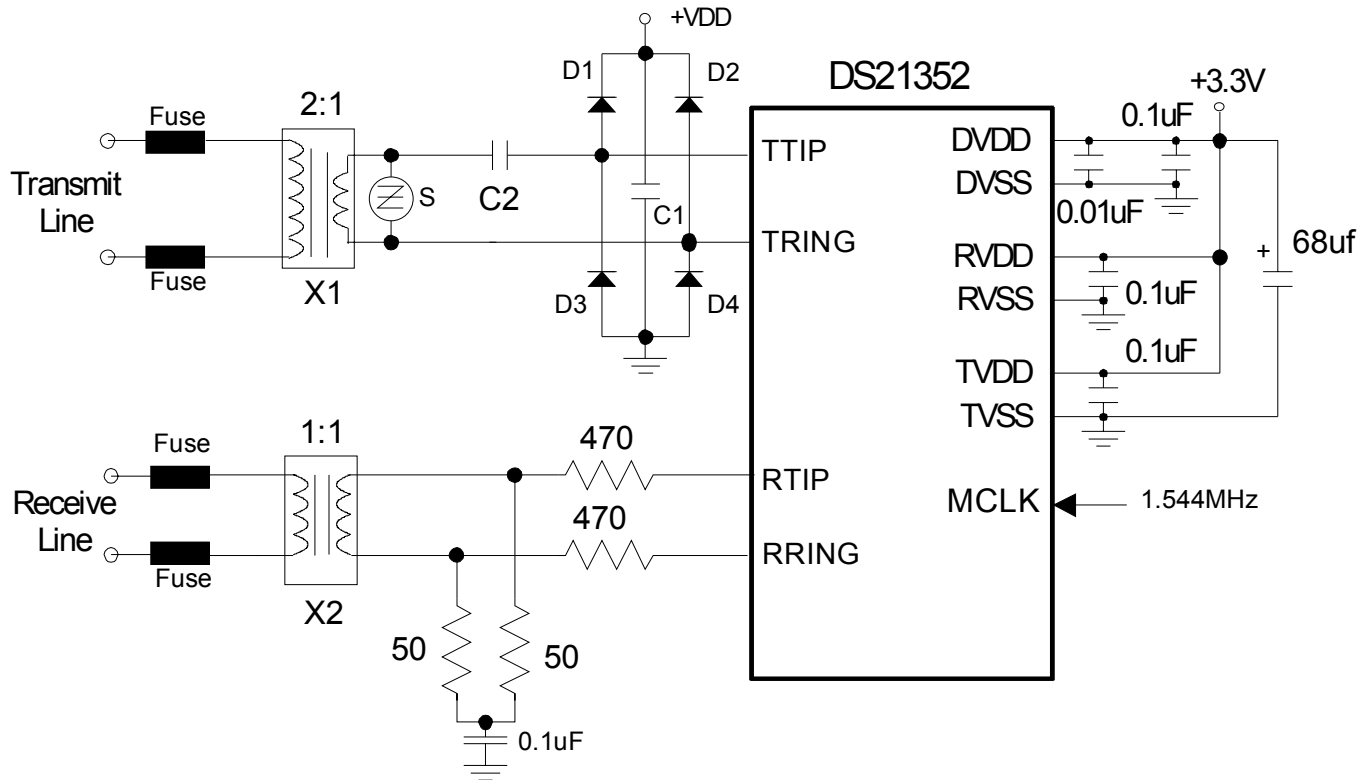 +VDD
D1
D2
DS21352
+3.3V
2:1
Fuse
0.1uF
TTIP
DVDD
Transmit
Line
S
C2
C1
DVSS
0.01uF
TRING
RVDD
68uf
+
Fuse
X1
D3
D4
RVSS
0.1uF
0.1uF
TVDD
TVSS
1:1
Fuse
470
RTIP
Receive
Line
MCLK
1.544MHz
470
RRING
Fuse
X2
50
50
0.1uF